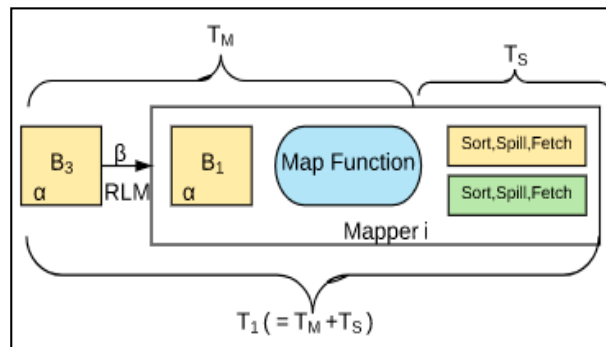 T_M
T_S
B_3
α
β
RLM
B_1
α
Map Function
Sort,Spill,Fetch
Sort,Spill,Fetch
Mapper i
T_1 ( = T_M +T_S )